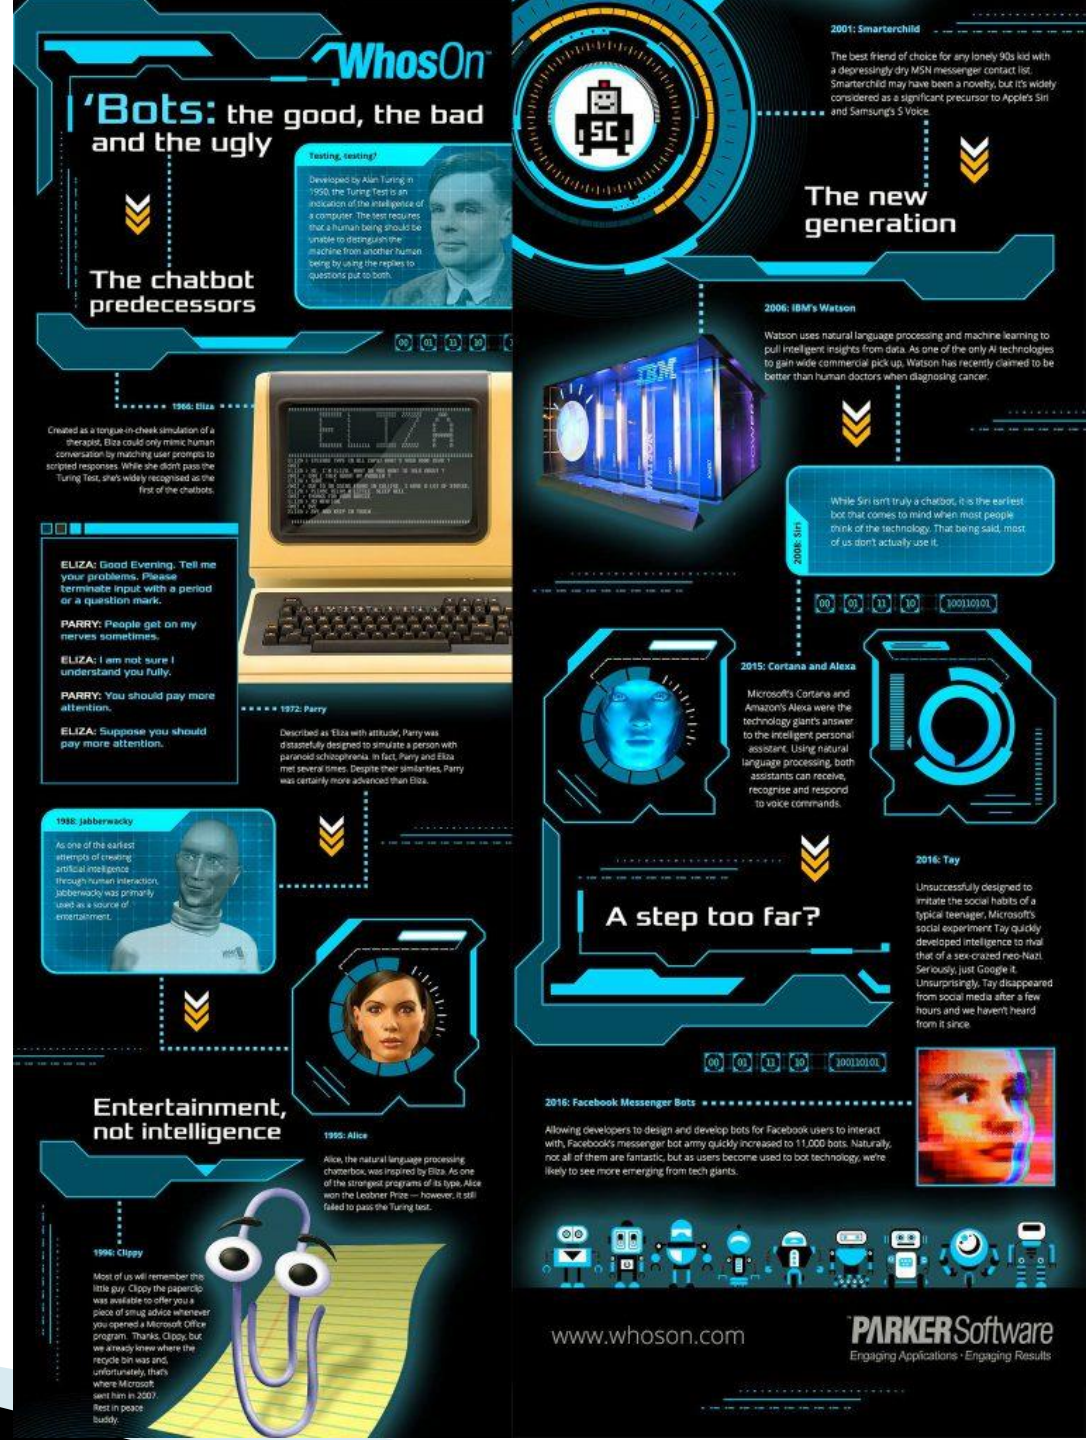 WhosOn
'Bots: the good, the bad
and the ugly
Testing, testing?
Developed by Alan Turing in
1950, the Turing Test is an
indication of the intelligence of
a computer. The test requires
that a human being should be
unable to distinguish the
machine from another human
being by using the replies to
questions put to both.
The chatbot
predecessors
00 01 11 10
1966: Eliza
Created as a tongue-in-cheek simulation of a
therapist, Eliza could only mimic human
conversation by matching user prompts to
scripted responses. While she didn't pass the
Turing Test, she's widely recognised as the
first of the chatbots.
ELIZA
ELIZA: Good Evening. Tell me
your problems. Please
terminate input with a period
or a question mark.
PARRY: People get on my
nerves sometimes.
ELIZA: I am not sure I
understand you fully.
PARRY: You should pay more
attention.
ELIZA: Suppose you should
pay more attention.
1972: Parry
Described as 'Eliza with attitude', Parry was
distastefully designed to simulate a person with
paranoid schizophrenia. In fact, Parry and Eliza
met several times. Despite their similarities, Parry
was certainly more advanced than Eliza.
1988: Jabberwacky
As one of the earliest
attempts of creating
artificial intelligence
through human interaction,
Jabberwacky was primarily
used as a source of
entertainment.
Entertainment,
not intelligence
1995: Alice
Alice, the natural language processing
chatterbox, was inspired by Eliza. As one
of the strongest programs of its type, Alice
won the Leobner Prize — however, it still
failed to pass the Turing test.
1996: Clippy
Most of us will remember this
little guy. Clippy the paperclip
was available to offer you a
piece of smug advice whenever
you opened a Microsoft Office
program. Thanks, Clippy, but
we already knew where the
recycle bin was and,
unfortunately, that's
where Microsoft
sent him in 2007.
Rest in peace
buddy.
SC
2001: Smarterchild
The best friend of choice for any lonely 90s kid with
a depressingly dry MSN messenger contact list.
Smarterchild may have been a novelty, but it's widely
considered as a significant precursor to Apple's Siri
and Samsung's S Voice.
The new
generation
2006: IBM's Watson
Watson uses natural language processing and machine learning to
pull intelligent insights from data. As one of the only AI technologies
to gain wide commercial pick up, Watson has recently claimed to be
better than human doctors when diagnosing cancer.
IBM
WATSON
POWER7
2008: Siri
While Siri isn't truly a chatbot, it is the earliest
bot that comes to mind when most people
think of the technology. That being said, most
of us don't actually use it.
00 01 11 10 100110101
2015: Cortana and Alexa
Microsoft's Cortana and
Amazon's Alexa were the
technology giant's answer
to the intelligent personal
assistant. Using natural
language processing, both
assistants can receive,
recognise and respond
to voice commands.
A step too far?
2016: Tay
Unsuccessfully designed to
imitate the social habits of a
typical teenager, Microsoft's
social experiment Tay quickly
developed intelligence to rival
that of a sex-crazed neo-Nazi.
Seriously, just Google it.
Unsurprisingly, Tay disappeared
from social media after a few
hours and we haven't heard
from it since.
00 01 11 10 100110101
2016: Facebook Messenger Bots
Allowing developers to design and develop bots for Facebook users to interact
with, Facebook's messenger bot army quickly increased to 11,000 bots. Naturally,
not all of them are fantastic, but as users become used to bot technology, we're
likely to see more emerging from tech giants.
www.whoson.com
PARKER Software
Engaging Applications · Engaging Results